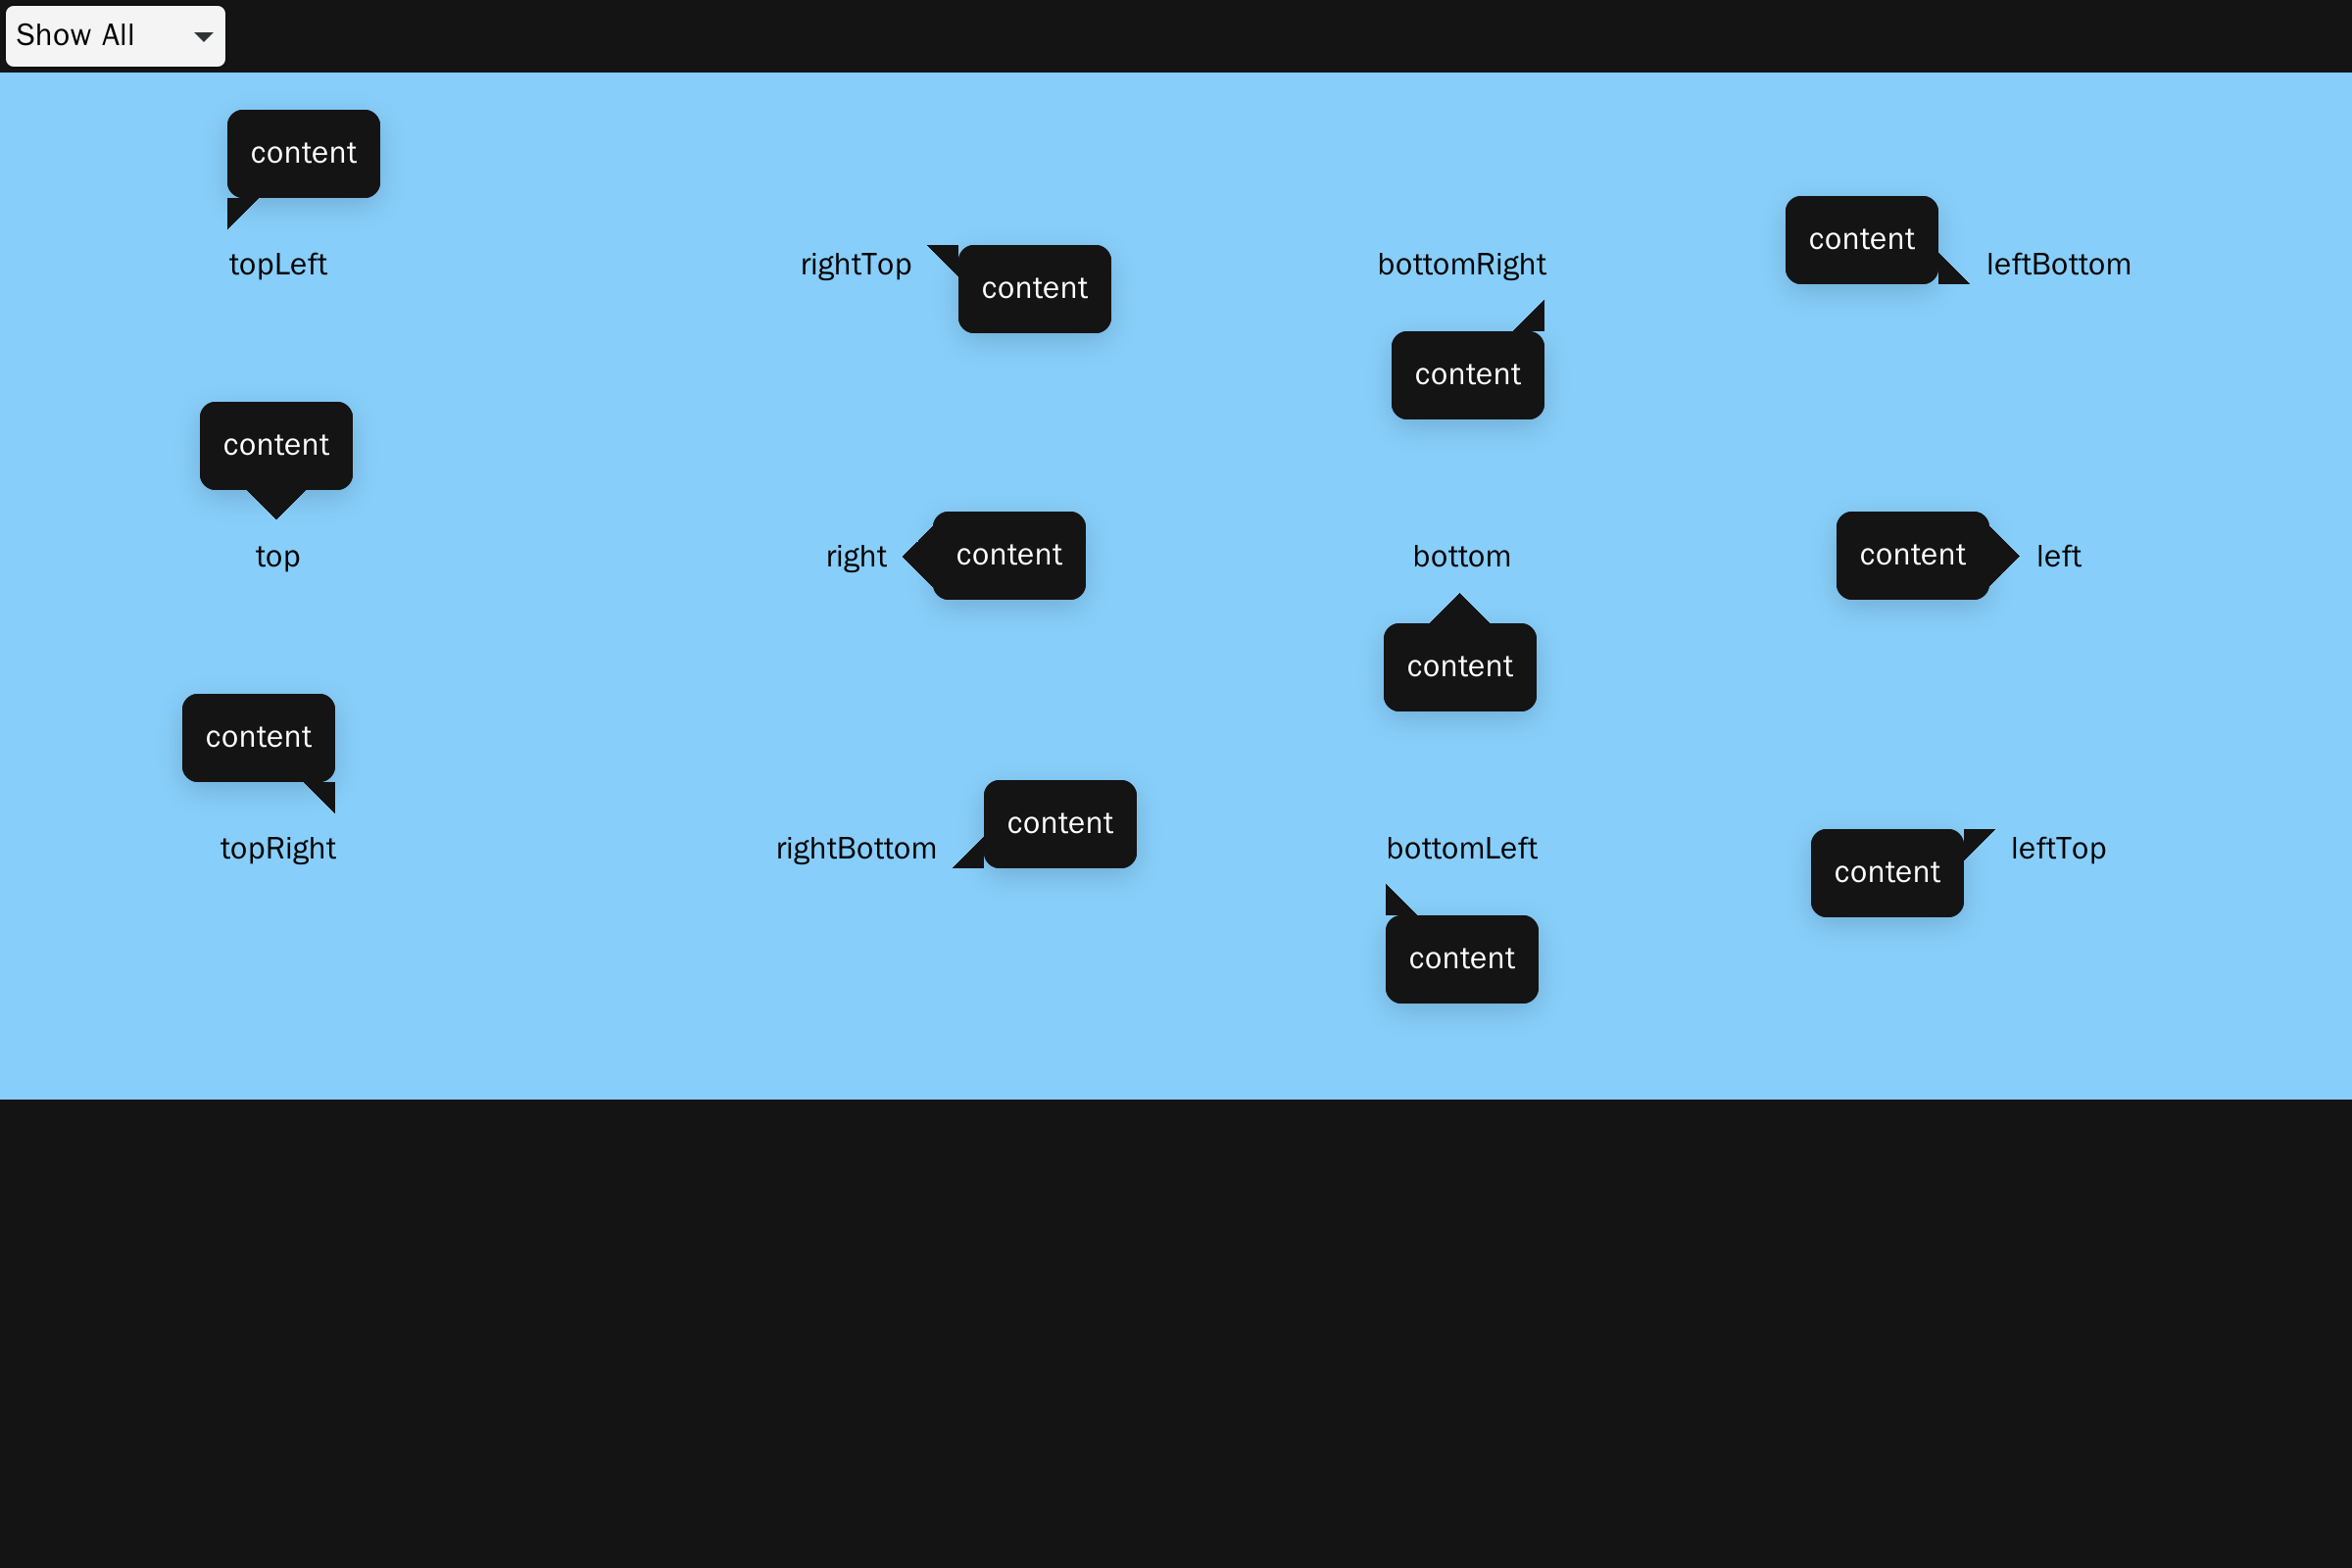 Show All
content
topLeft
rightTop
content
bottomRight
content
content
leftBottom
content
top
right
content
bottom
content
content
left
content
topRight
rightBottom
content
bottomLeft
content
content
leftTop